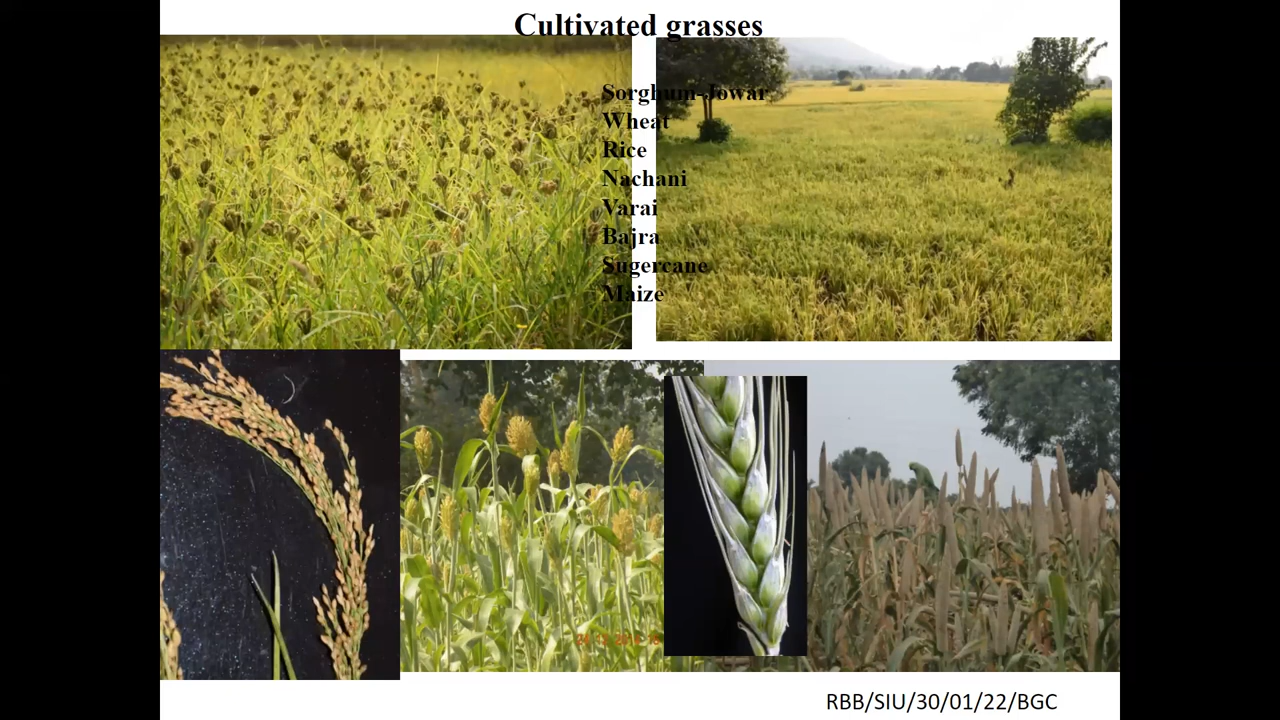 Cultivated grasses
Sorghum-Jowar
Wheat
Rice
Nachani
Varai
Bajra
Sugercane
Maize
RBB/SIU/30/01/22/BGC